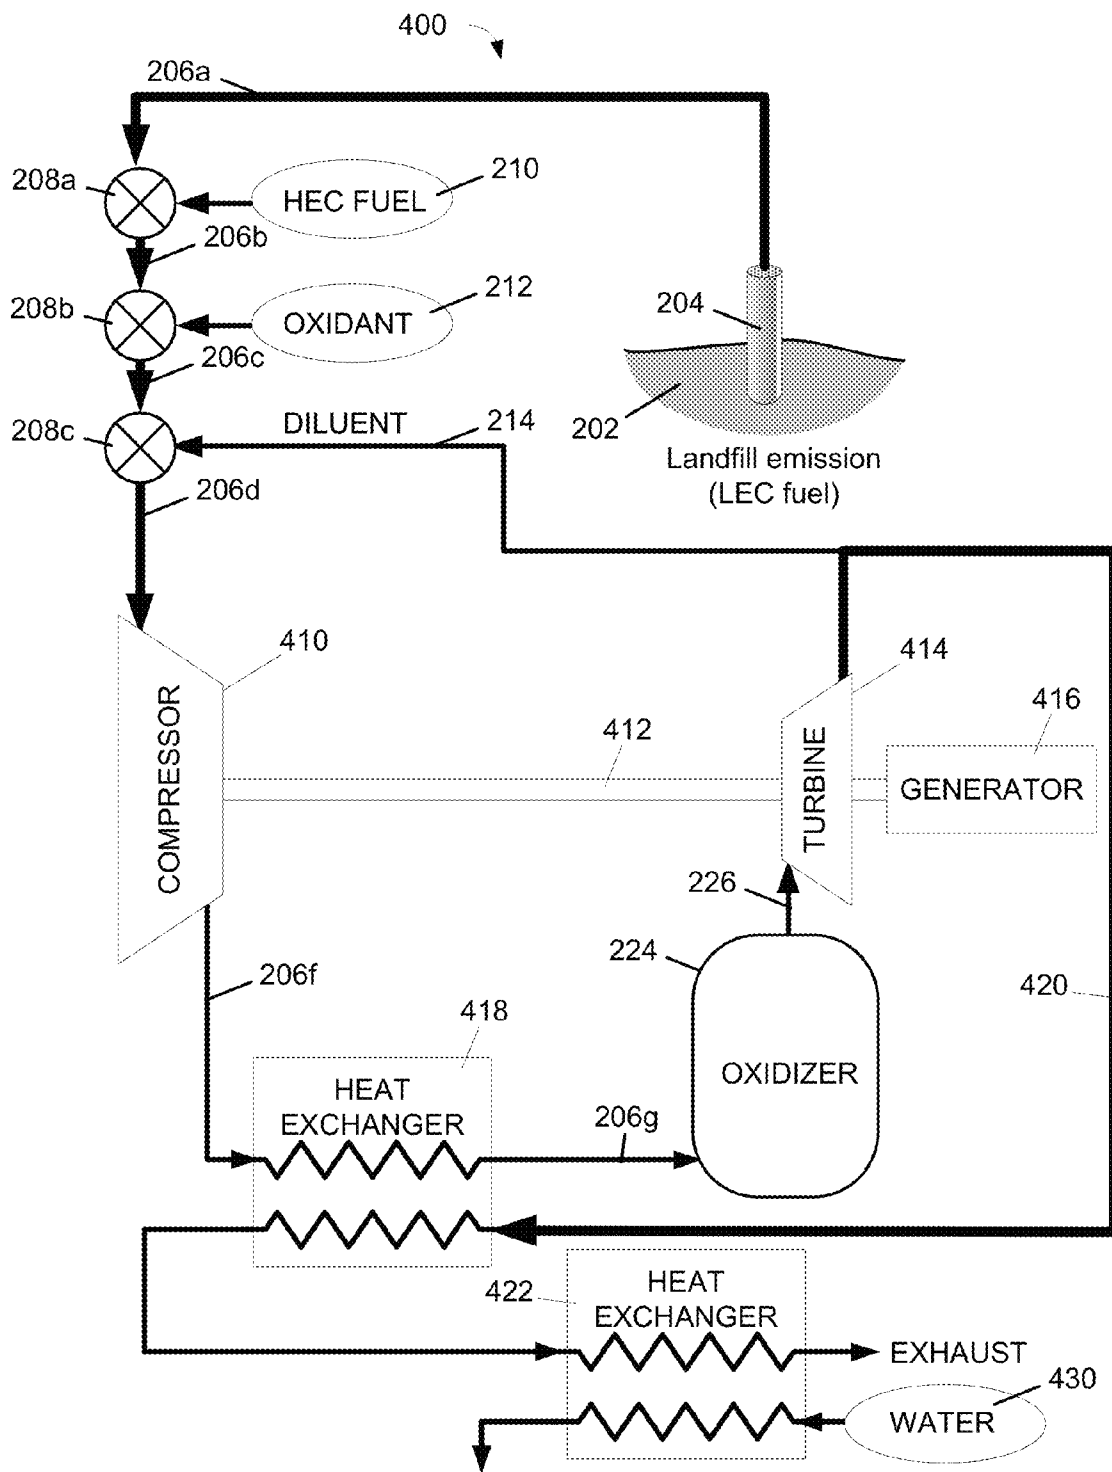 400
206a
208a
HEC FUEL
210
206b
208b
OXIDANT
212
204
206c
208c
DILUENT
214
202
Landfill emission
(LEC fuel)
206d
410
414
416
412
COMPRESSOR
TURBINE
GENERATOR
226
224
206f
420
418
HEAT
EXCHANGER
OXIDIZER
206g
422
HEAT
EXCHANGER
EXHAUST
430
WATER